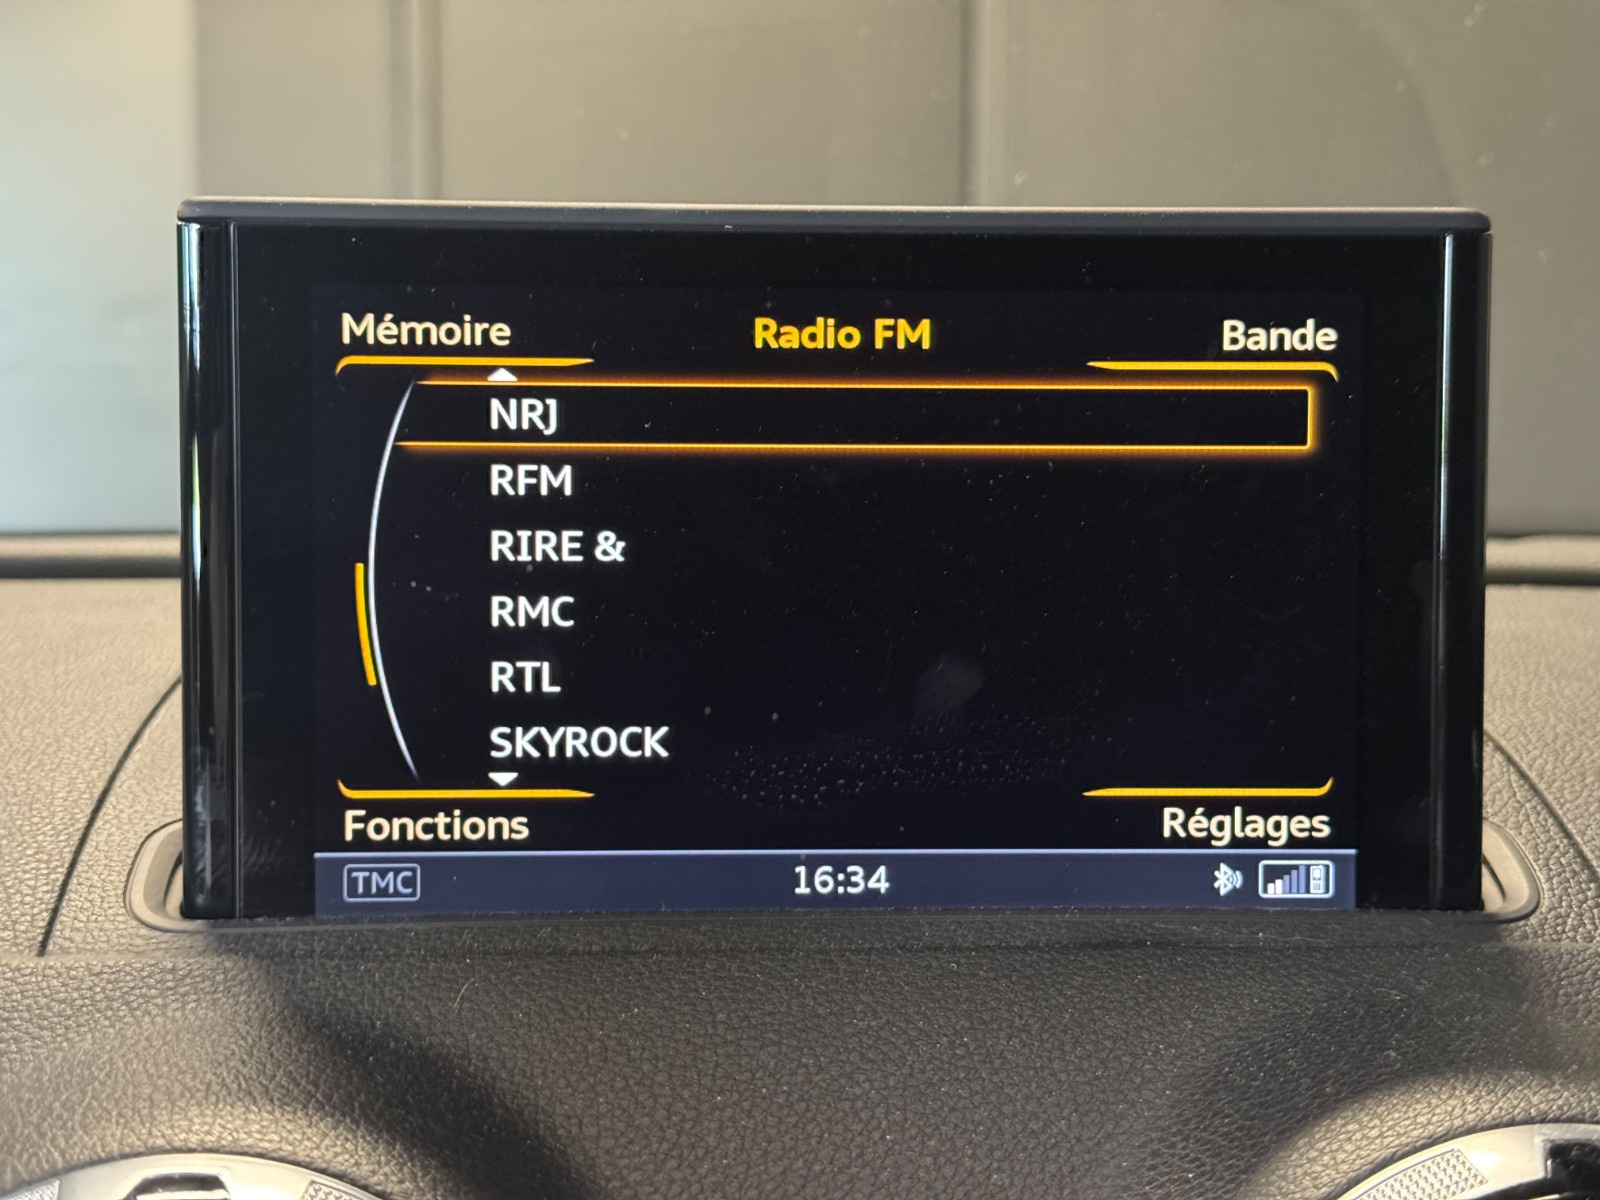 Mémoire
Radio FM
Bande
NRJ
RFM
RIRE &
RMC
RTL
SKYROCK
Fonctions
Réglages
TMC
16:34